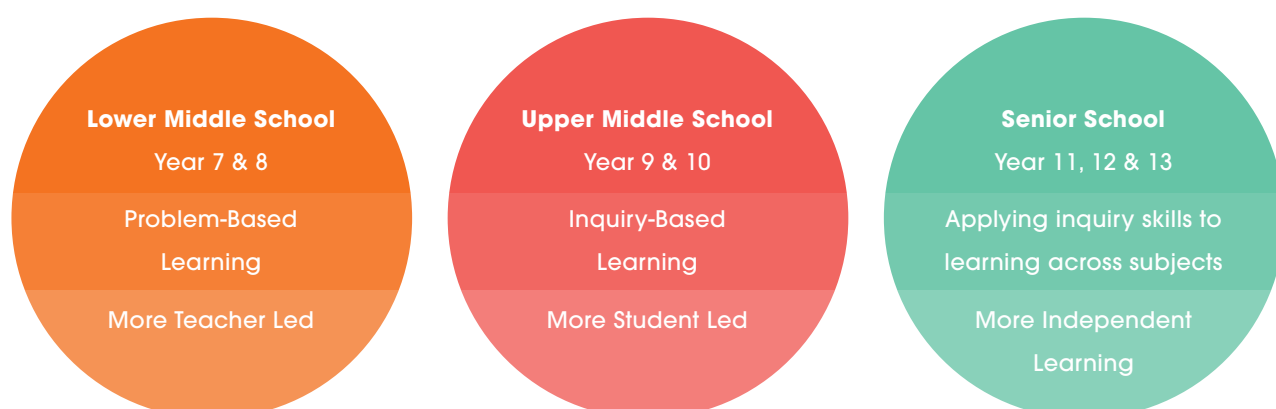 Lower Middle School
Year 7 & 8
Problem-Based
Learning
More Teacher Led
Upper Middle School
Year 9 & 10
Inquiry-Based
Learning
More Student Led
Senior School
Year 11, 12 & 13
Applying inquiry skills to
learning across subjects
More Independent
Learning